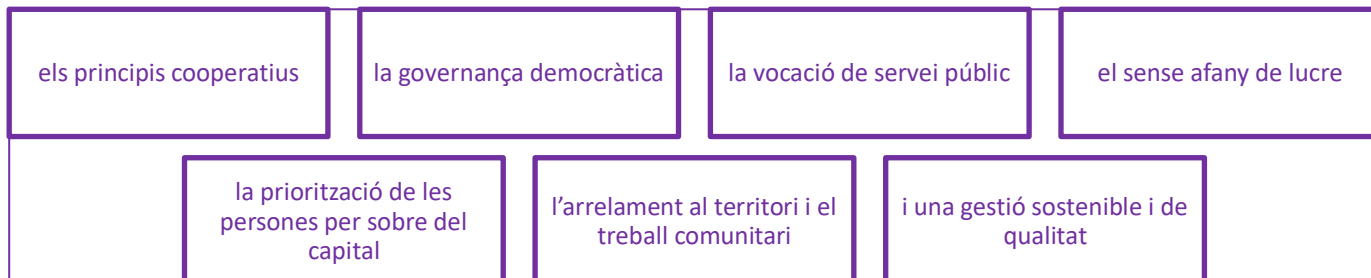 els principis cooperatius
la governança democràtica
la vocació de servei públic
el sense afany de lucre
la priorització de les
persones per sobre del
capital
l’arrelament al territori i el
treball comunitari
i una gestió sostenible i de
qualitat